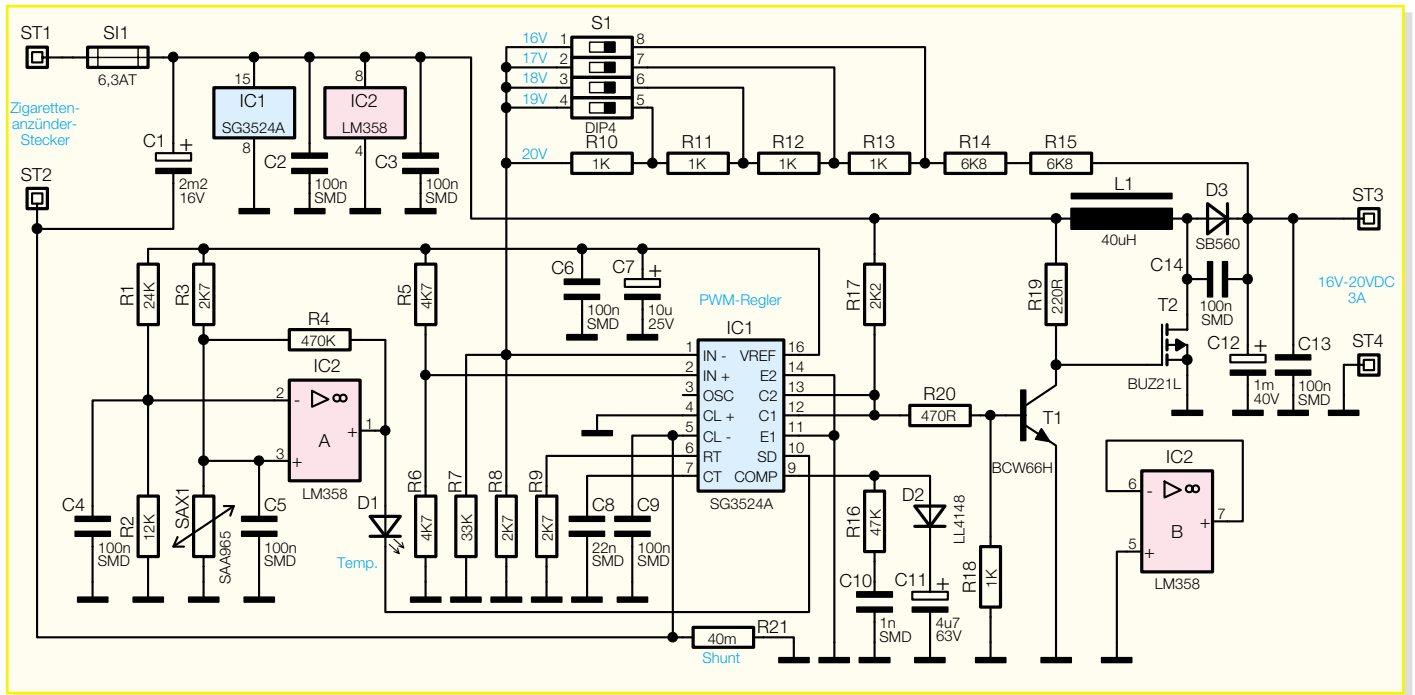 ST1
SI1
6,3AT
Zigaretten-
anzünder-
Stecker
ST2
C1
+
2m2
16V
15
IC1
SG3524A
8
C2
100n
SMD
8
IC2
LM358
4
C3
100n
SMD
S1
16V 1 8
17V 2 7
18V 3 6
19V 4 5
DIP4
20V
R10
1K
R11
1K
R12
1K
R13
1K
R14
6K8
R15
6K8
L1
40uH
D3
SB560
ST3
16V-20VDC
3A
ST4
R1
24K
R3
2K7
R4
470K
R5
4K7
C6
100n
SMD
C7
+
10u
25V
PWM-Regler
IC1
1 IN - VREF 16
2 IN + E2 14
3 OSC C2 13
4 CL + C1 12
5 CL - E1 11
6 RT SD 10
7 CT COMP 9
SG3524A
R17
2K2
R19
220R
C14
100n
SMD
T2
BUZ21L
C12
+
1m
40V
C13
100n
SMD
IC2
2 -
▷∞
A
+ 1
3 +
LM358
R20
470R
T1
BCW66H
C4
100n
SMD
R2
12K
SAX1
SAA965
C5
100n
SMD
D1
Temp.
R6
4K7
R7
33K
R8
2K7
R9
2K7
C8
22n
SMD
C9
100n
SMD
R16
47K
D2
LL4148
C10
1n
SMD
C11
+
4u7
63V
R18
1K
IC2
6 -
▷∞
B
+ 7
5 +
LM358
R21
40m
Shunt